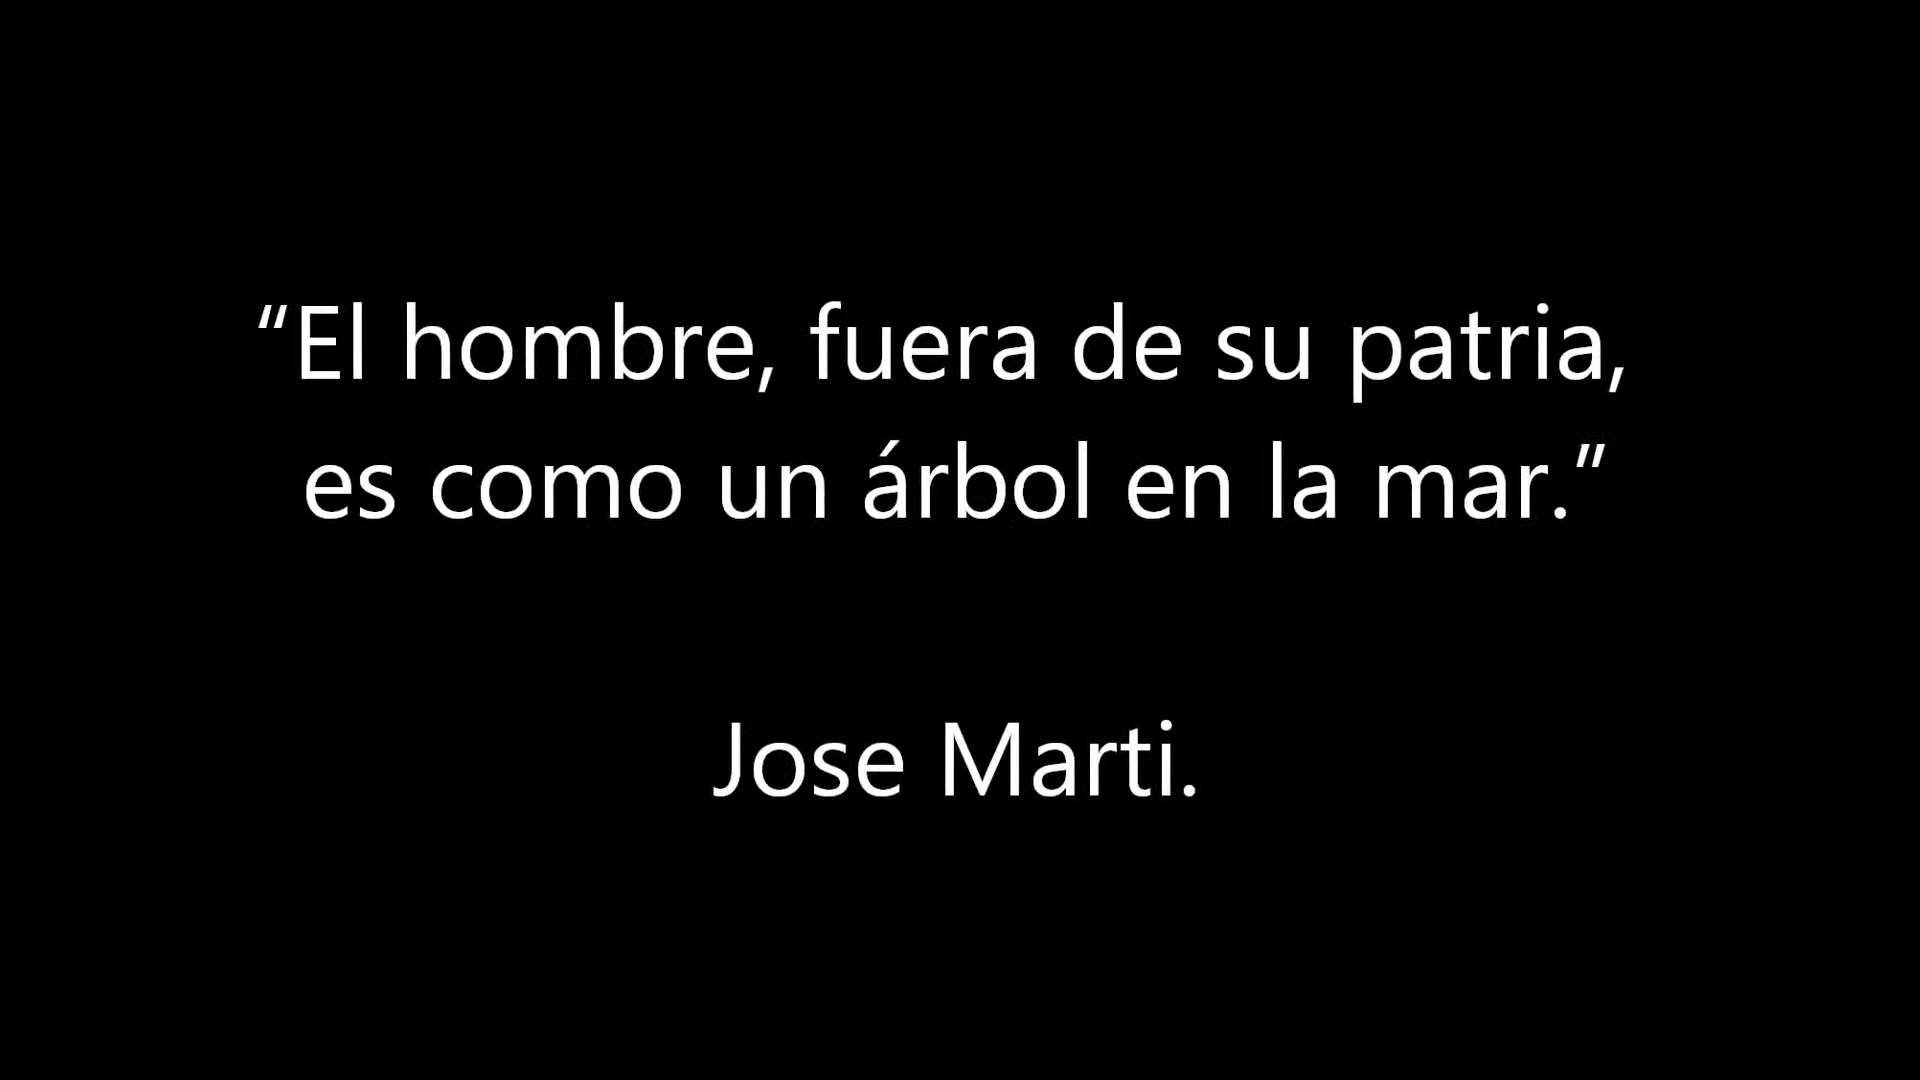 “El hombre, fuera de su patria,
es como un árbol en la mar.”
Jose Marti.